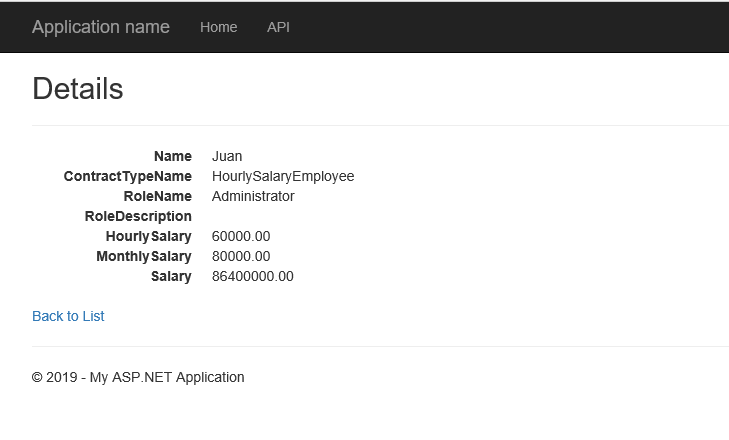 Application name Home API
Details
Name Juan
ContractTypeName HourlySalaryEmployee
RoleName Administrator
RoleDescription
HourlySalary 60000.00
MonthlySalary 80000.00
Salary 86400000.00
Back to List
© 2019 - My ASP.NET Application